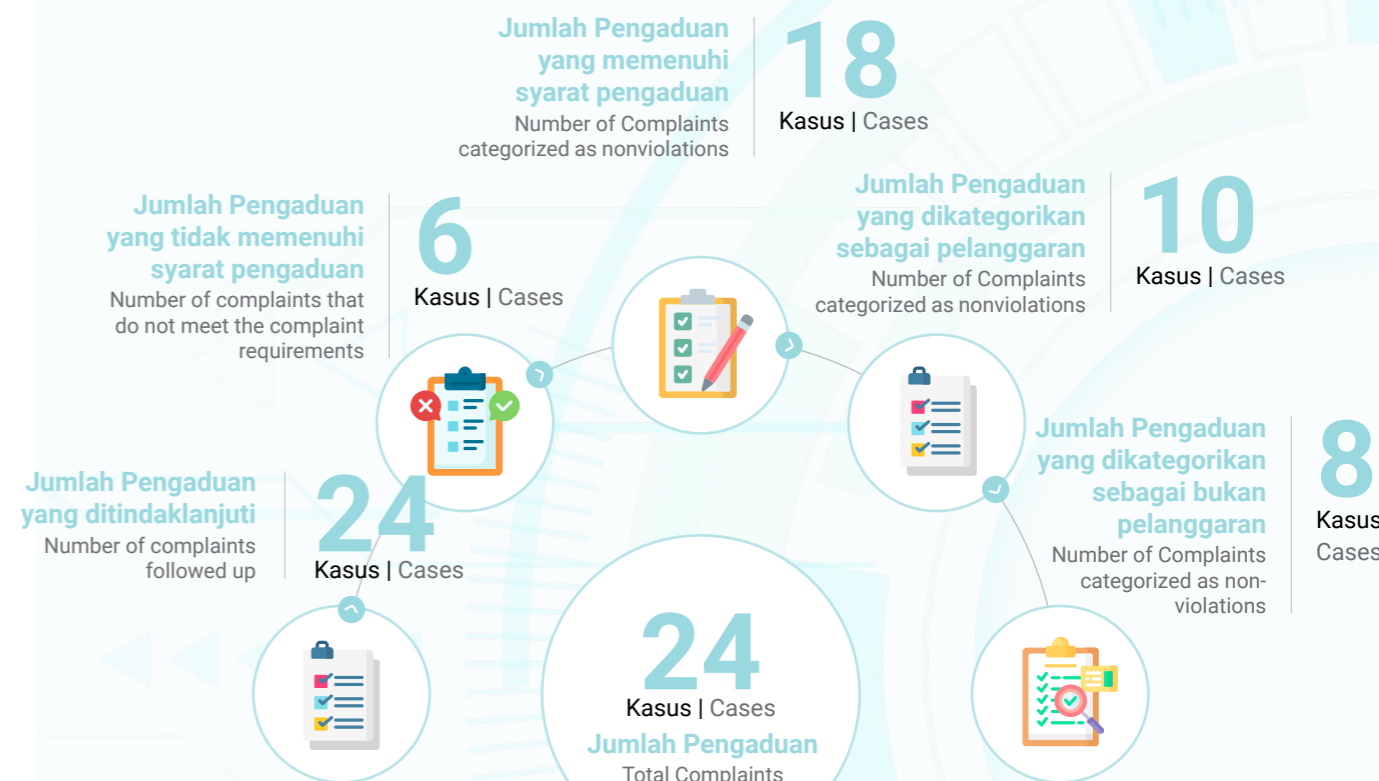 Jumlah Pengaduan
yang memenuhi
syarat pengaduan
Number of Complaints
categorized as nonviolations
18
Kasus | Cases
Jumlah Pengaduan
yang tidak memenuhi
syarat pengaduan
Number of complaints that
do not meet the complaint
requirements
6
Kasus | Cases
Jumlah Pengaduan
yang dikategorikan
sebagai pelanggaran
Number of Complaints
categorized as nonviolations
10
Kasus | Cases
Jumlah Pengaduan
yang ditindaklanjuti
Number of complaints
followed up
24
Kasus | Cases
Jumlah Pengaduan
yang dikategorikan
sebagai bukan
pelanggaran
Number of Complaints
categorized as non-
violations
8
Kasus
Cases
24
Kasus | Cases
Jumlah Pengaduan
Total Complaints